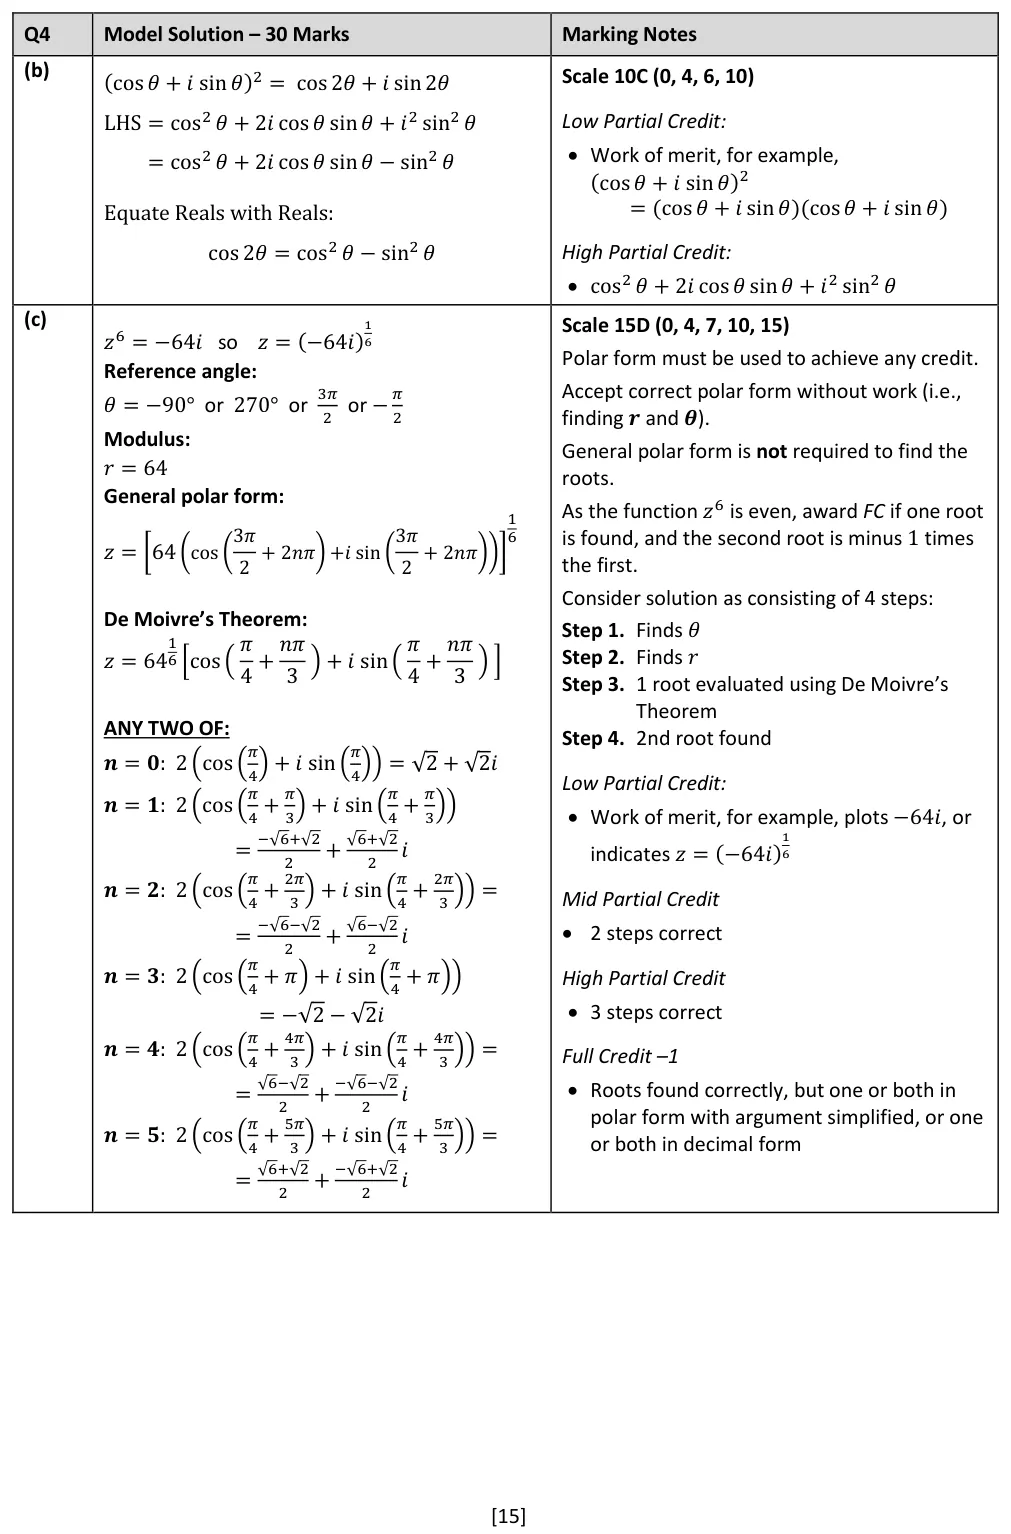 Q4 Model Solution – 30 Marks Marking Notes
(b)
(cos θ + i sin θ)² = cos 2θ + i sin 2θ
LHS = cos² θ + 2i cos θ sin θ + i² sin² θ
= cos² θ + 2i cos θ sin θ − sin² θ
Equate Reals with Reals:
cos 2θ = cos² θ − sin² θ
Scale 10C (0, 4, 6, 10)
Low Partial Credit:
• Work of merit, for example,
(cos θ + i sin θ)²
= (cos θ + i sin θ)(cos θ + i sin θ)
High Partial Credit:
• cos² θ + 2i cos θ sin θ + i² sin² θ
(c)
z⁶ = −64i so z = (−64i)^(1/6)
Reference angle:
θ = −90° or 270° or 3π/2 or −π/2
Modulus:
r = 64
General polar form:
z = [64 (cos (3π/2 + 2nπ) + i sin (3π/2 + 2nπ))]^(1/6)
De Moivre’s Theorem:
z = 64^(1/6) [cos (π/4 + nπ/3) + i sin (π/4 + nπ/3)]
ANY TWO OF:
n = 0: 2 (cos (π/4) + i sin (π/4)) = √2 + √2i
n = 1: 2 (cos (π/4 + π/3) + i sin (π/4 + π/3))
= (−√6+√2)/2 + (√6+√2)/2 i
n = 2: 2 (cos (π/4 + 2π/3) + i sin (π/4 + 2π/3)) =
= (−√6−√2)/2 + (√6−√2)/2 i
n = 3: 2 (cos (π/4 + π) + i sin (π/4 + π))
= −√2 − √2i
n = 4: 2 (cos (π/4 + 4π/3) + i sin (π/4 + 4π/3)) =
= (√6−√2)/2 + (−√6−√2)/2 i
n = 5: 2 (cos (π/4 + 5π/3) + i sin (π/4 + 5π/3)) =
= (√6+√2)/2 + (−√6+√2)/2 i
Scale 15D (0, 4, 7, 10, 15)
Polar form must be used to achieve any credit.
Accept correct polar form without work (i.e.,
finding r and θ).
General polar form is not required to find the
roots.
As the function z⁶ is even, award FC if one root
is found, and the second root is minus 1 times
the first.
Consider solution as consisting of 4 steps:
Step 1. Finds θ
Step 2. Finds r
Step 3. 1 root evaluated using De Moivre’s
Theorem
Step 4. 2nd root found
Low Partial Credit:
• Work of merit, for example, plots −64i, or
indicates z = (−64i)^(1/6)
Mid Partial Credit
• 2 steps correct
High Partial Credit
• 3 steps correct
Full Credit –1
• Roots found correctly, but one or both in
polar form with argument simplified, or one
or both in decimal form
[15]